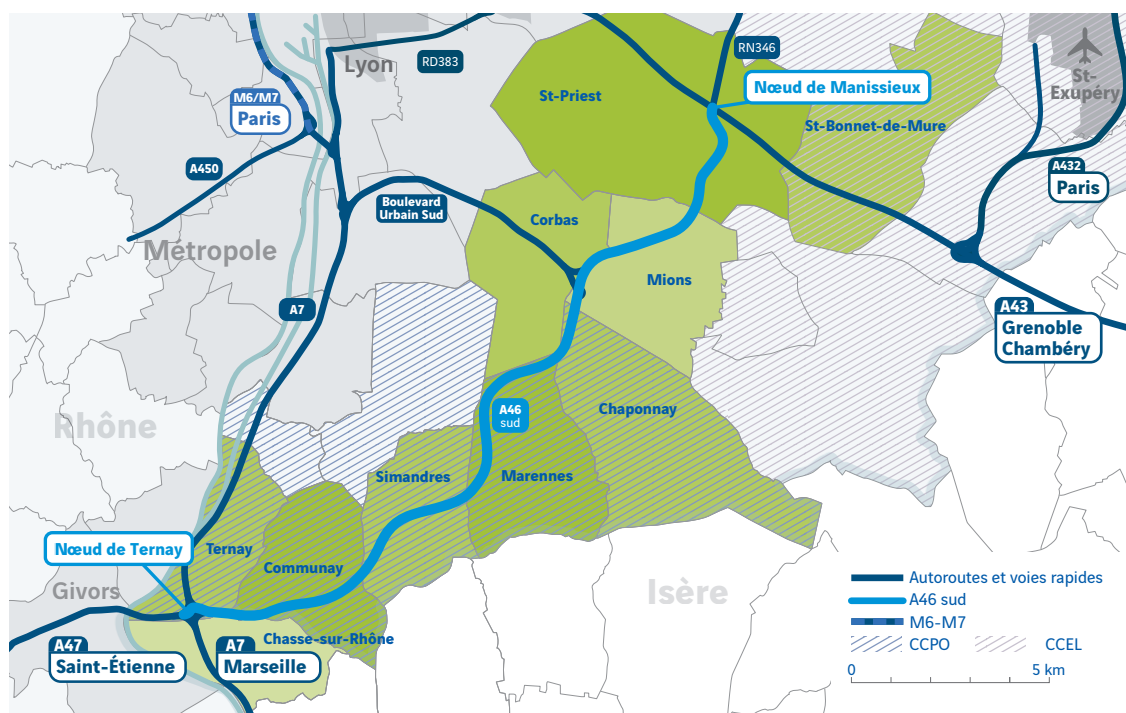 Lyon
RD383
RN346
M6/M7
Paris
St-Priest
Nœud de Manissieux
St-Exupéry
St-Bonnet-de-Mure
A450
A432
Paris
Boulevard
Urbain Sud
Corbas
Métropole
Mions
A7
A43
Grenoble
Chambéry
Rhône
A46
sud
Chaponnay
Simandres
Marennes
Nœud de Ternay
Ternay
Communay
Givors
Isère
Chasse-sur-Rhône
A47
Saint-Étienne
A7
Marseille
Autoroutes et voies rapides
A46 sud
M6-M7
CCPO
CCEL
0
5 km